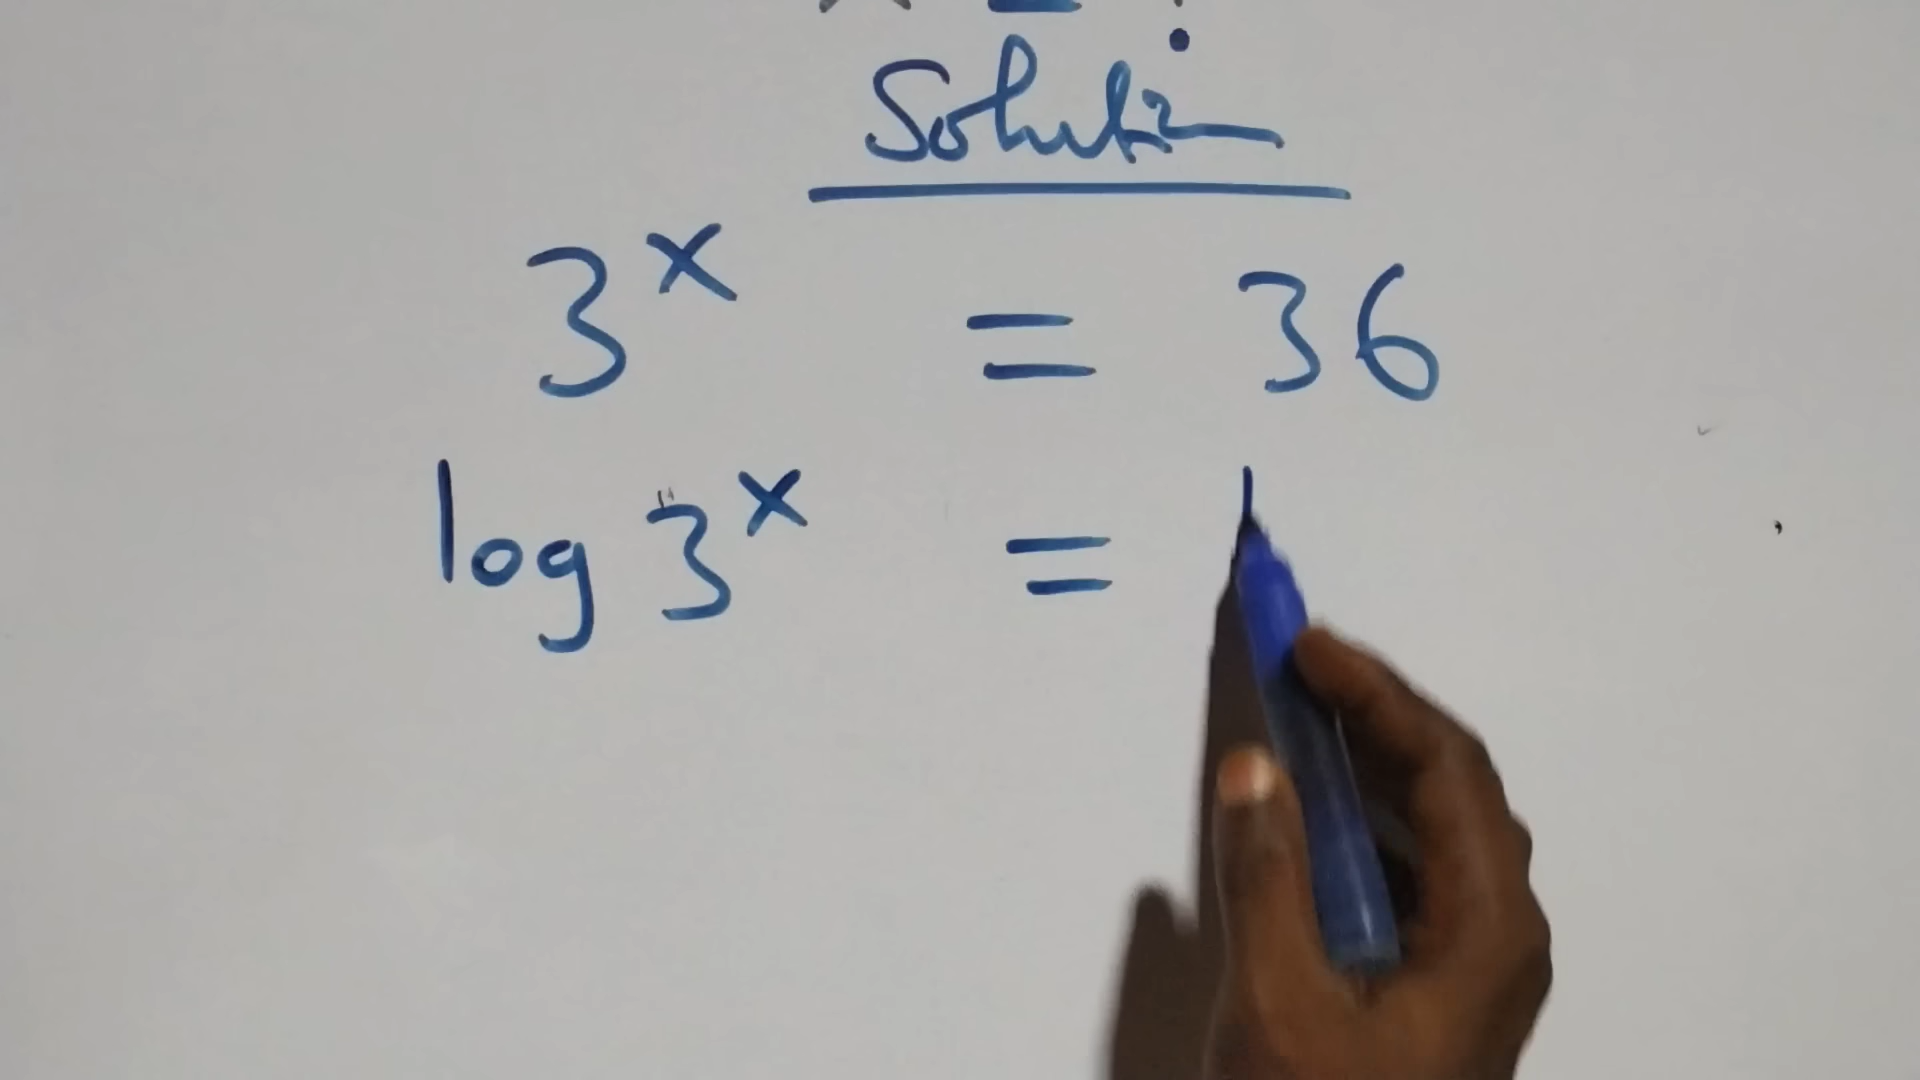 Solution
3^x = 36
log 3^x =